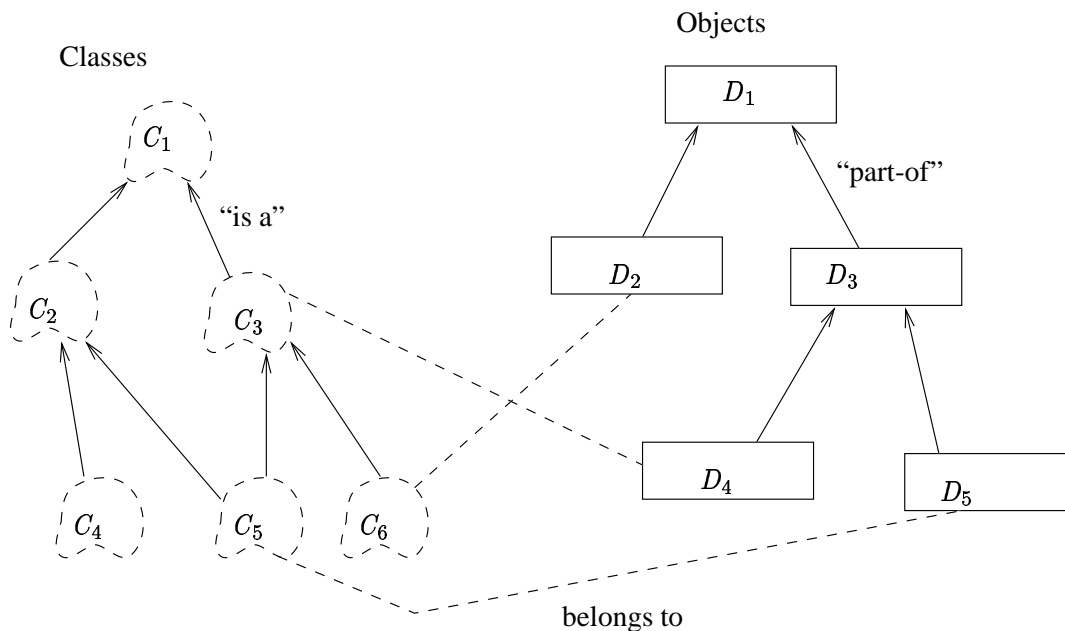 Objects
Classes
D₁
C₁
“part-of”
“is a”
D₂
D₃
C₂
C₃
D₄
D₅
C₄
C₅
C₆
belongs to